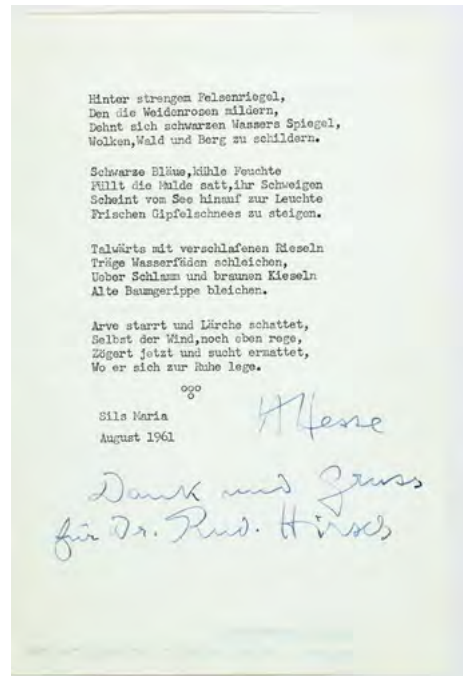 Hinter strengem Felsenriegel,
Den die Weidenrosen mildern,
Dehnt sich schwarzen Wassers Spiegel,
Wolken,Wald und Berg zu schildern.
Schwarze Bläue,kühle Feuchte
Füllt die Mulde satt,ihr Schweigen
Scheint vom See hinauf zur Leuchte
Frischen Gipfelschnees zu steigen.
Talwärts mit verschlafenen Rieseln
Träge Wasserfäden schleichen,
Ueber Schlamm und braunen Kieseln
Alte Baumgerippe bleichen.
Arve starrt und Lärche schattet,
Selbst der Wind,noch eben rege,
Zögert jetzt und sucht ermattet,
Wo er sich zur Ruhe lege.
Sils Maria
August 1961
HHesse
Dank und Gruss
für Dr. Rud. Hirsch